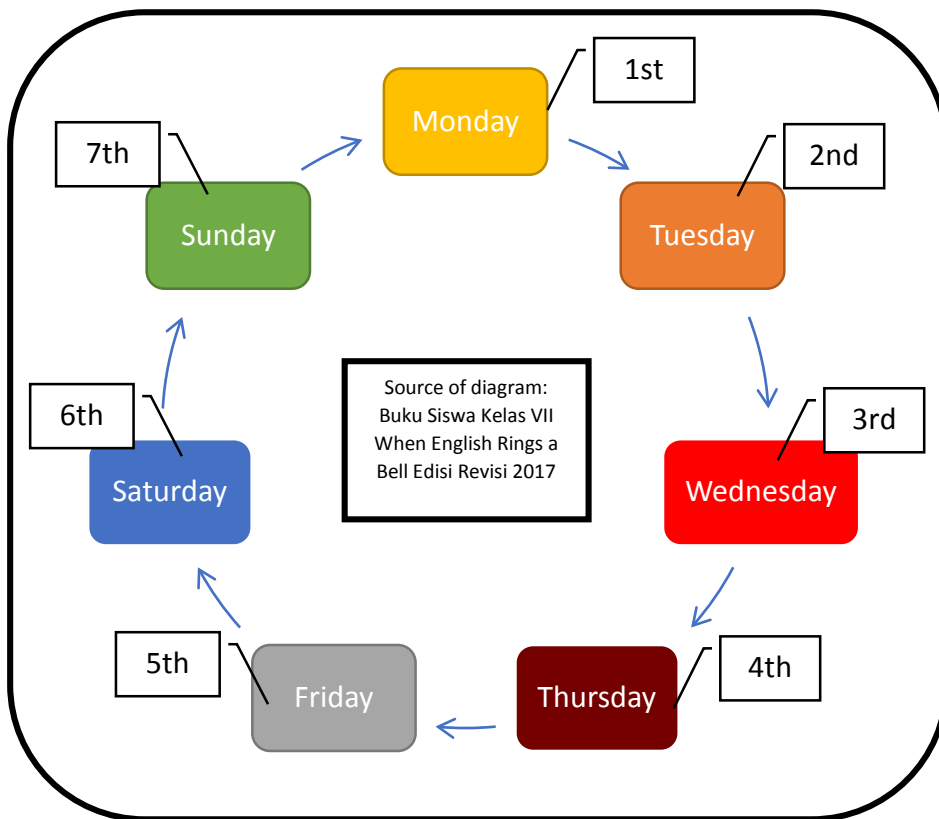 1st
Monday
2nd
Tuesday
3rd
Wednesday
4th
Thursday
5th
Friday
6th
Saturday
7th
Sunday
Source of diagram:
Buku Siswa Kelas VII
When English Rings a
Bell Edisi Revisi 2017